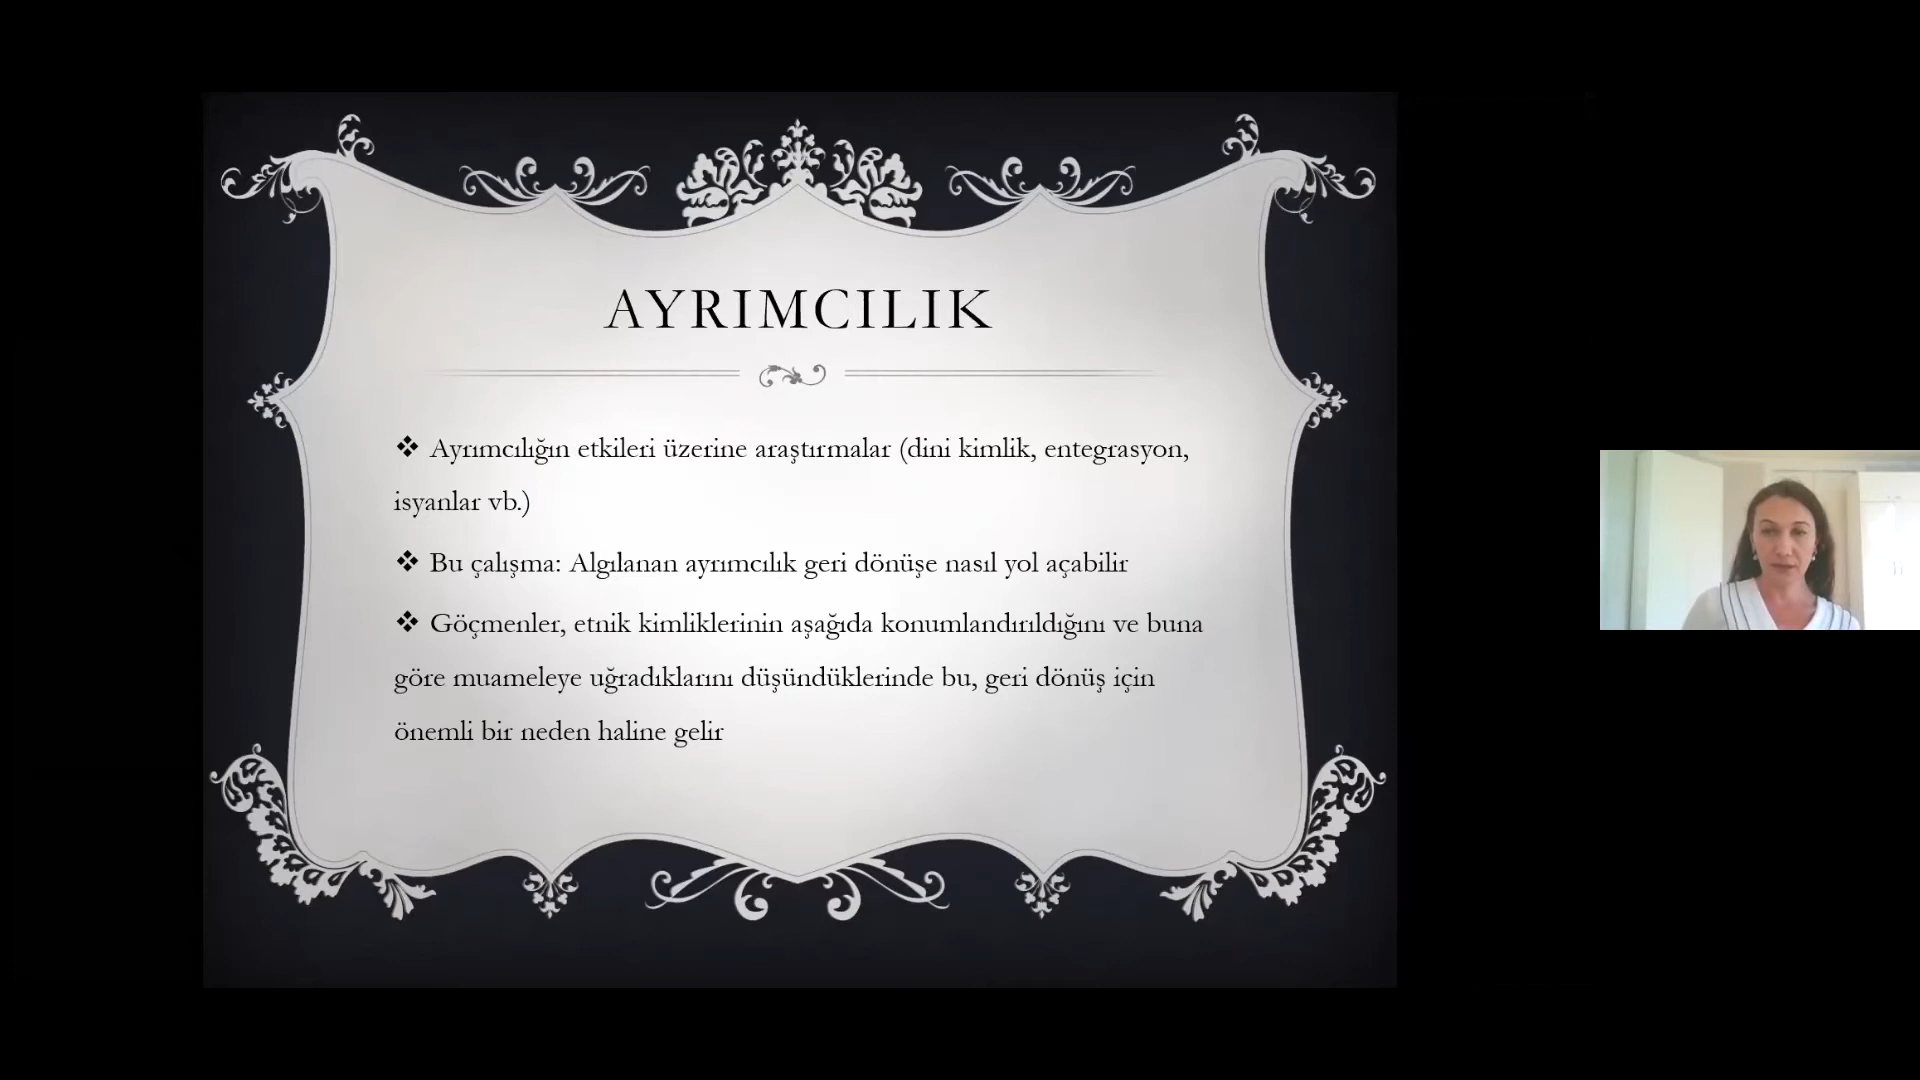 AYRIMCILIK
❖ Ayrımcılığın etkileri üzerine araştırmalar (dini kimlik, entegrasyon,
isyanlar vb.)
❖ Bu çalışma: Algılanan ayrımcılık geri dönüşe nasıl yol açabilir
❖ Göçmenler, etnik kimliklerinin aşağıda konumlandırıldığını ve buna
göre muameleye uğradıklarını düşündüklerinde bu, geri dönüş için
önemli bir neden haline gelir